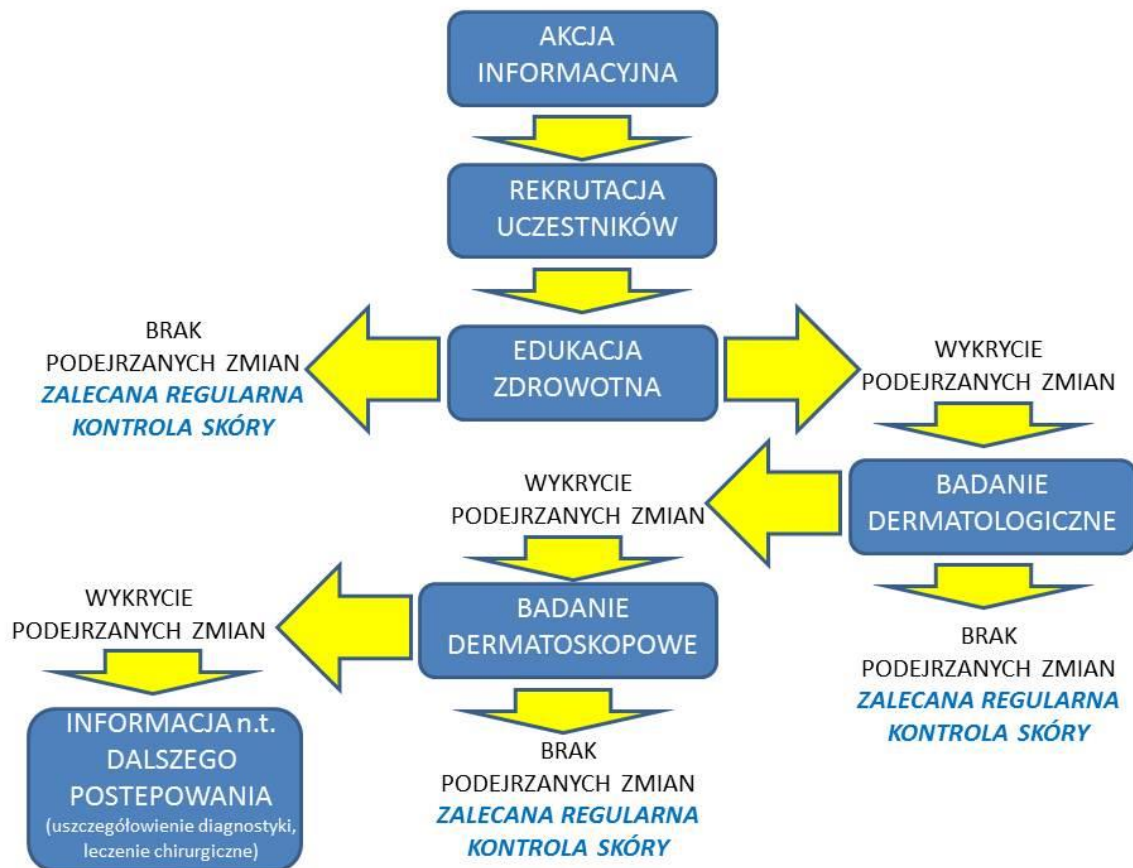 AKCJA
INFORMACYJNA
REKRUTACJA
UCZESTNIKÓW
EDUKACJA
ZDROWOTNA
BRAK
PODEJRZANYCH ZMIAN
ZALECANA REGULARNA
KONTROLA SKÓRY
WYKRYCIE
PODEJRZANYCH ZMIAN
BADANIE
DERMATOLOGICZNE
BRAK
PODEJRZANYCH ZMIAN
ZALECANA REGULARNA
KONTROLA SKÓRY
WYKRYCIE
PODEJRZANYCH ZMIAN
BADANIE
DERMATOSKOPOWE
BRAK
PODEJRZANYCH ZMIAN
ZALECANA REGULARNA
KONTROLA SKÓRY
WYKRYCIE
PODEJRZANYCH ZMIAN
INFORMACJA n.t.
DALSZEGO
POSTEPOWANIA
(uszczegółowienie diagnostyki,
leczenie chirurgiczne)